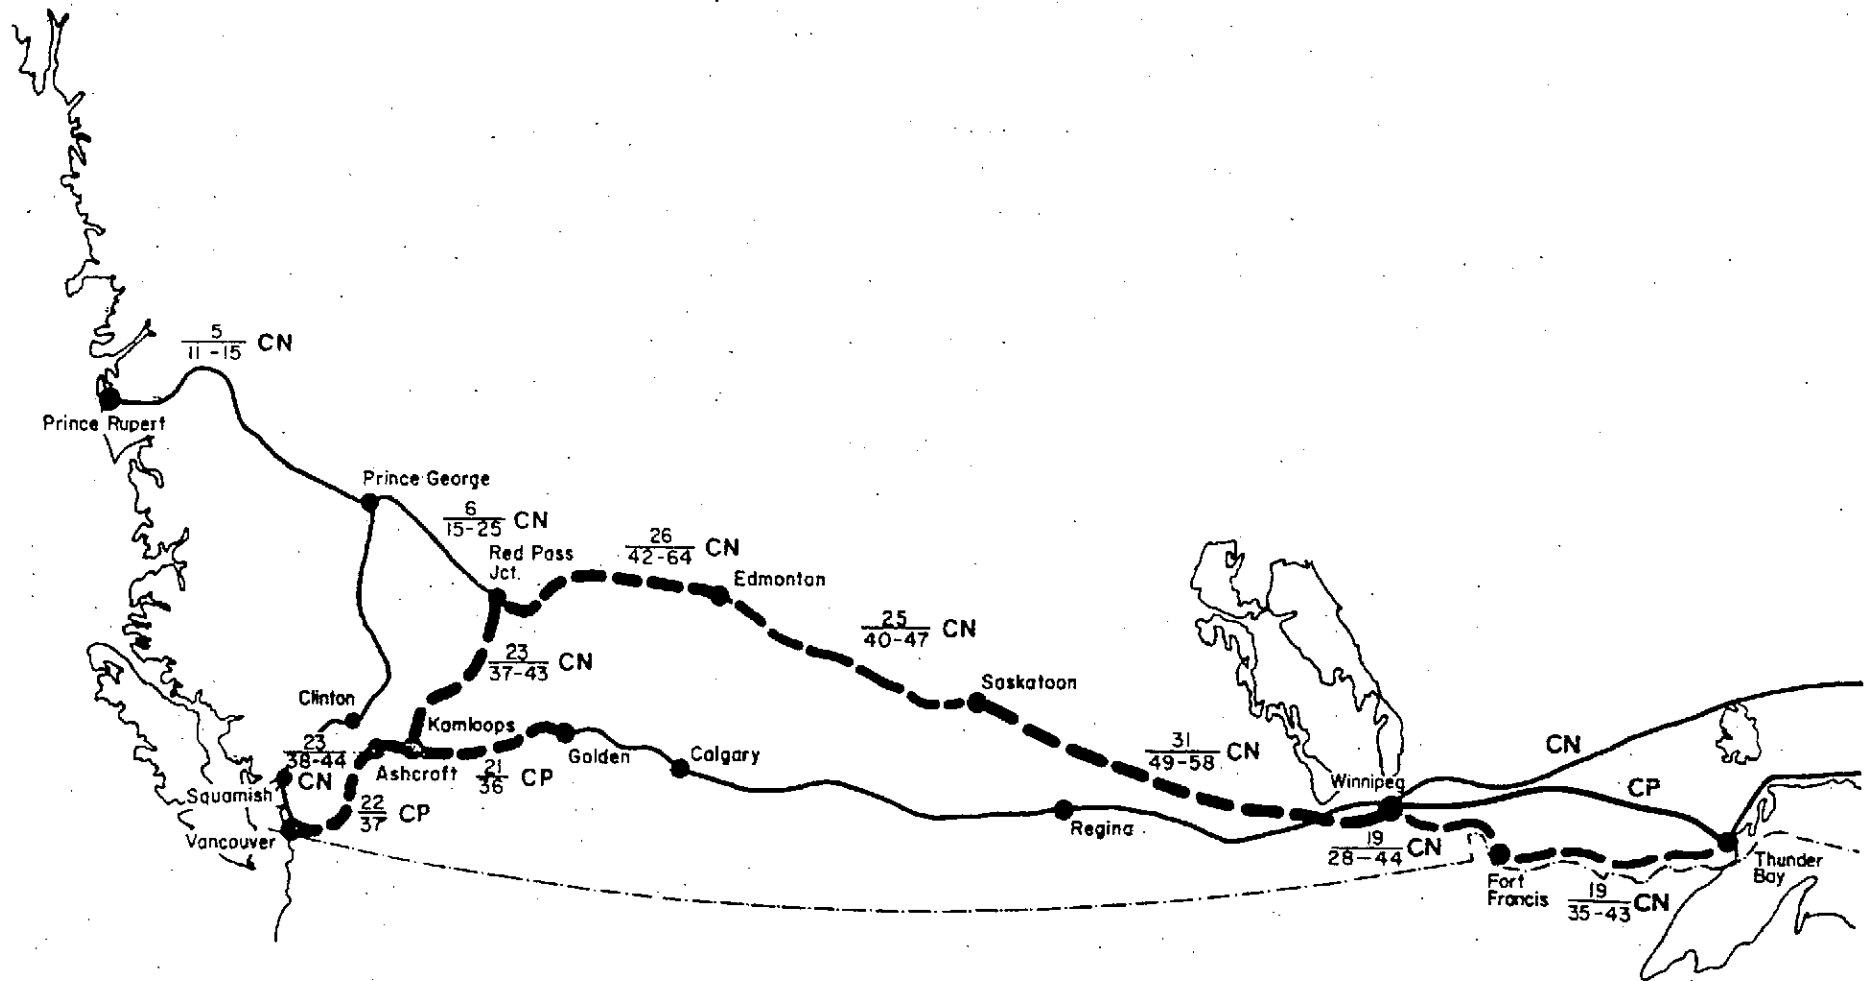 5
11-15 CN
Prince Rupert
Prince George
6
15-25 CN
Red Pass
Jct.
26
42-64 CN
Edmonton
25
40-47 CN
23
37-43 CN
Saskatoon
Clinton
Kamloops
23
38-44
CN
Ashcroft
21
36 CP
Golden
Calgary
31
49-58 CN
Winnipeg
CN
CP
Squamish
22
37 CP
Vancouver
Regina
19
28-44 CN
Thunder
Bay
Fort
Francis
19
35-43 CN